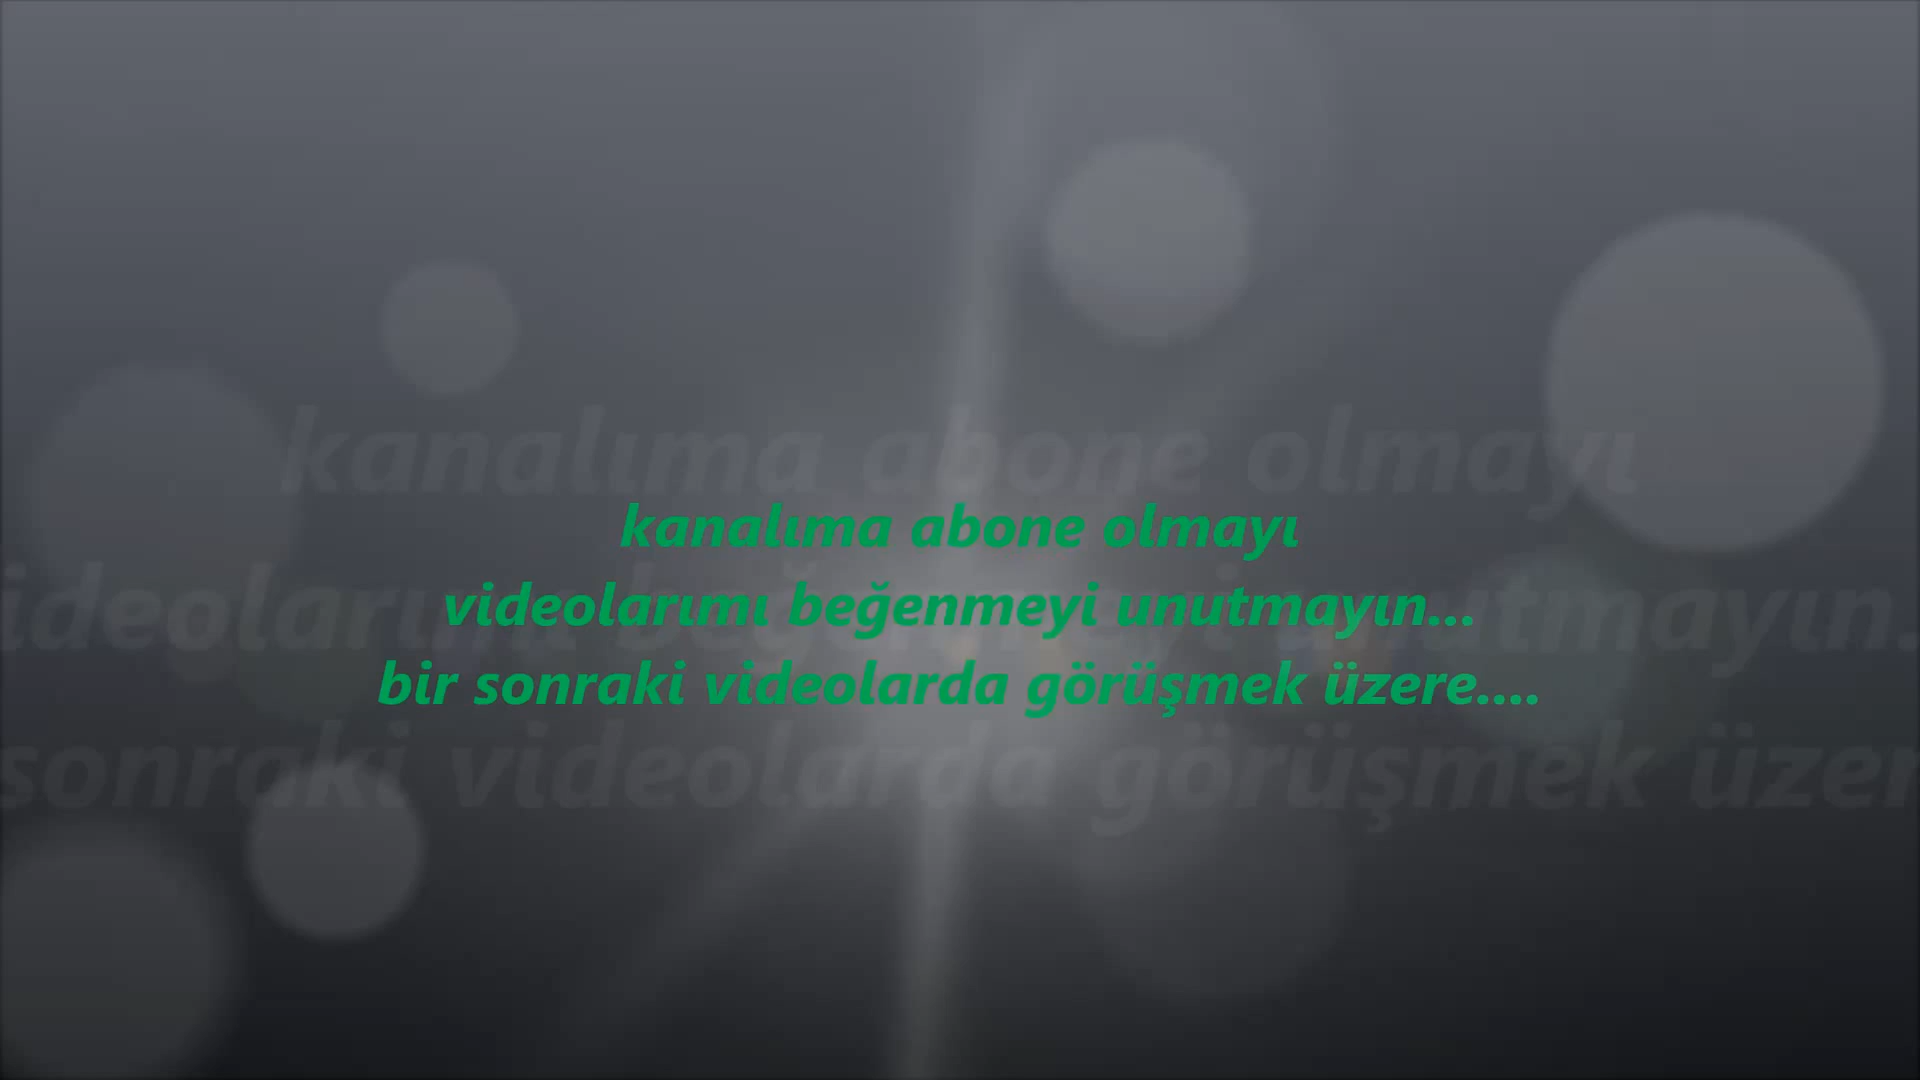 kanalıma abone olmayı
videolarımı beğenmeyi unutmayın...
bir sonraki videolarda görüşmek üzere....